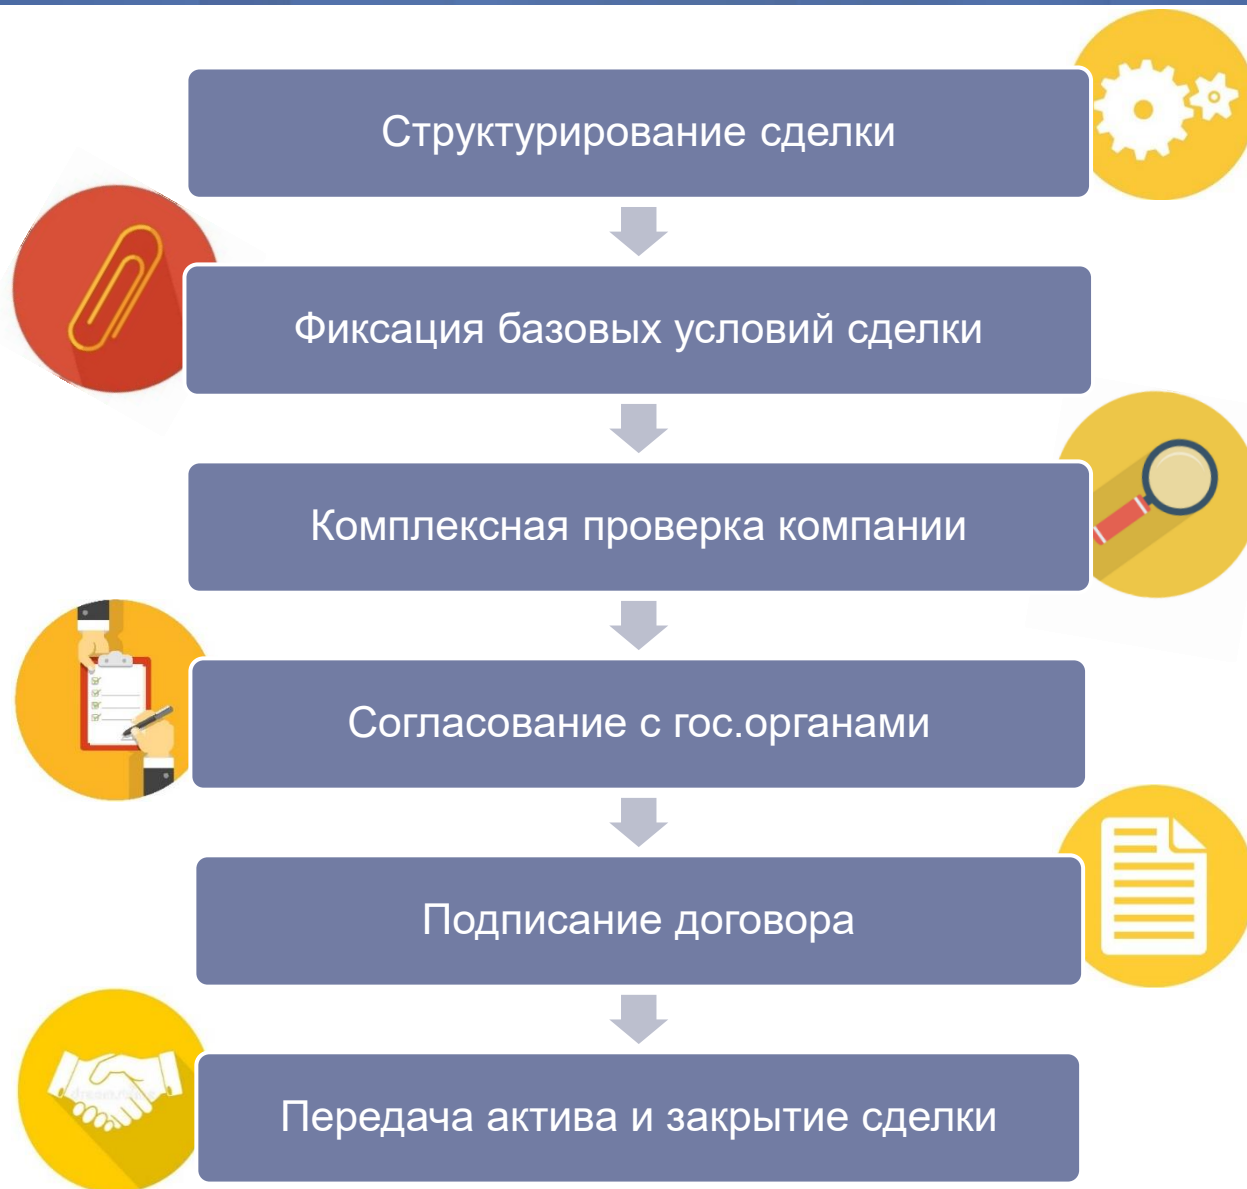 Структурирование сделки
Фиксация базовых условий сделки
Комплексная проверка компании
Согласование с гос.органами
Подписание договора
Передача актива и закрытие сделки